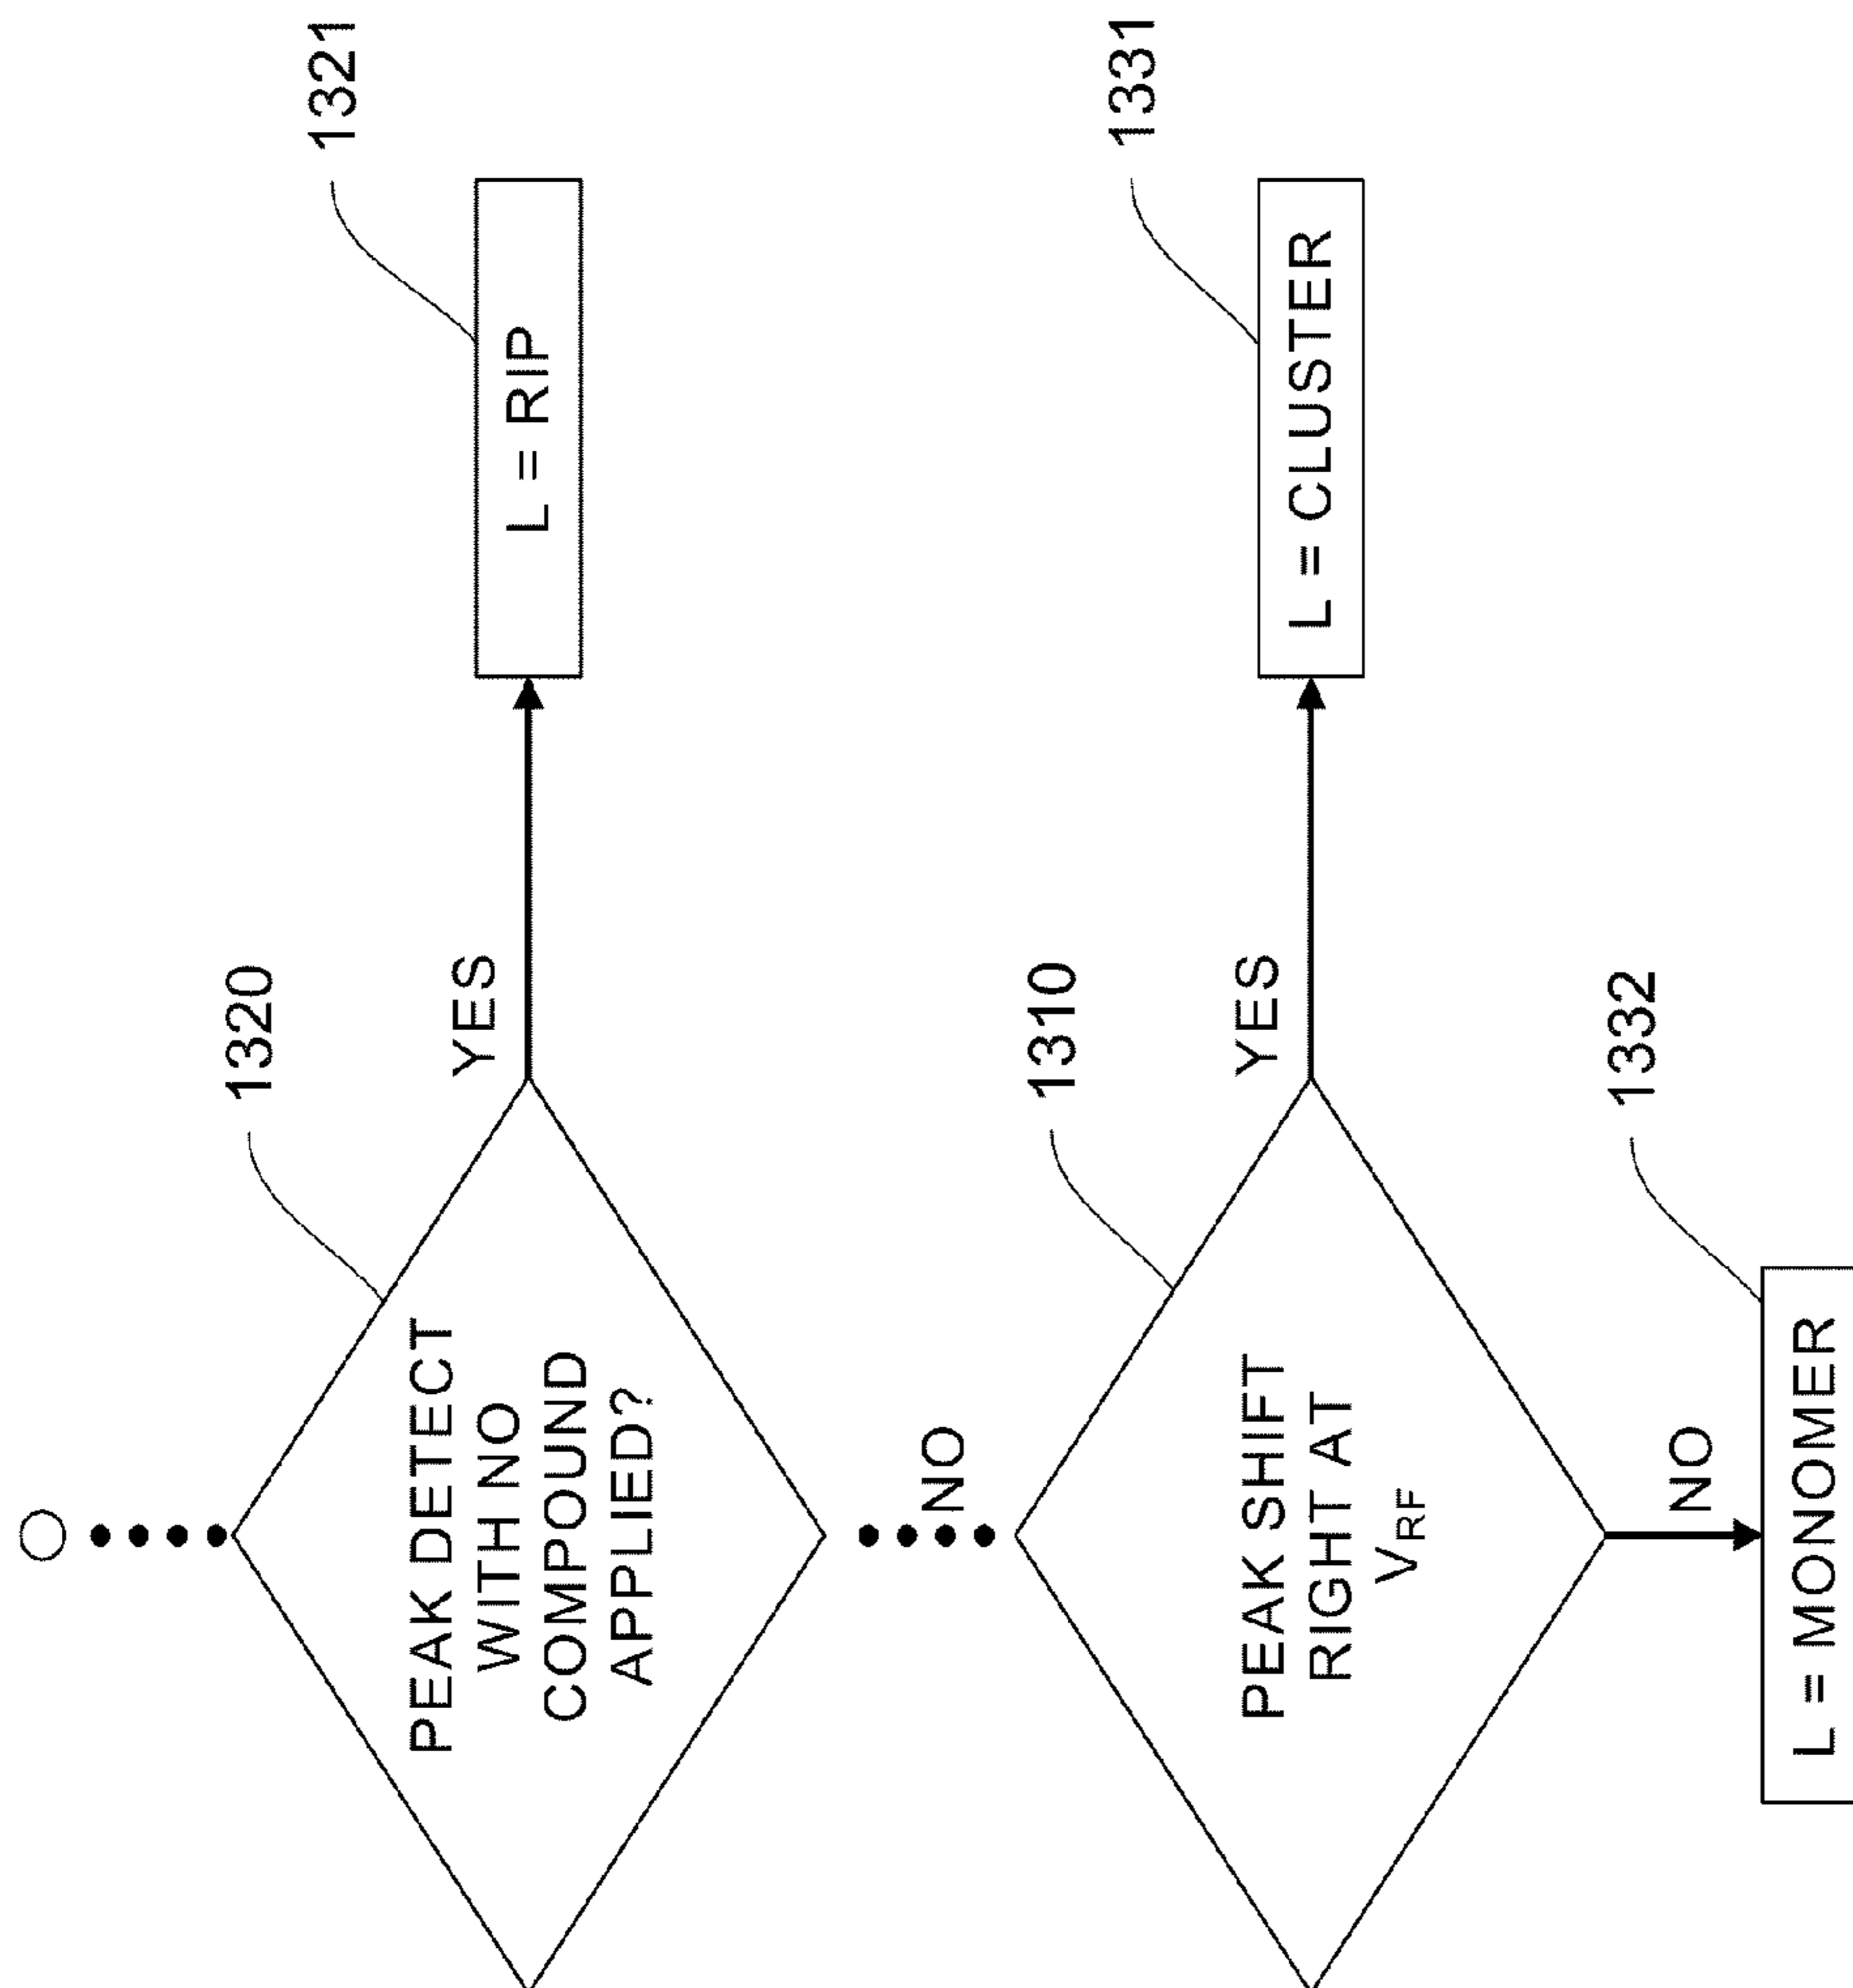 1320
PEAK DETECT
WITH NO
COMPOUND
APPLIED?
YES
1321
L = RIP
NO
1310
PEAK SHIFT
RIGHT AT
V_RF
YES
1331
L = CLUSTER
NO
1332
L = MONOMER